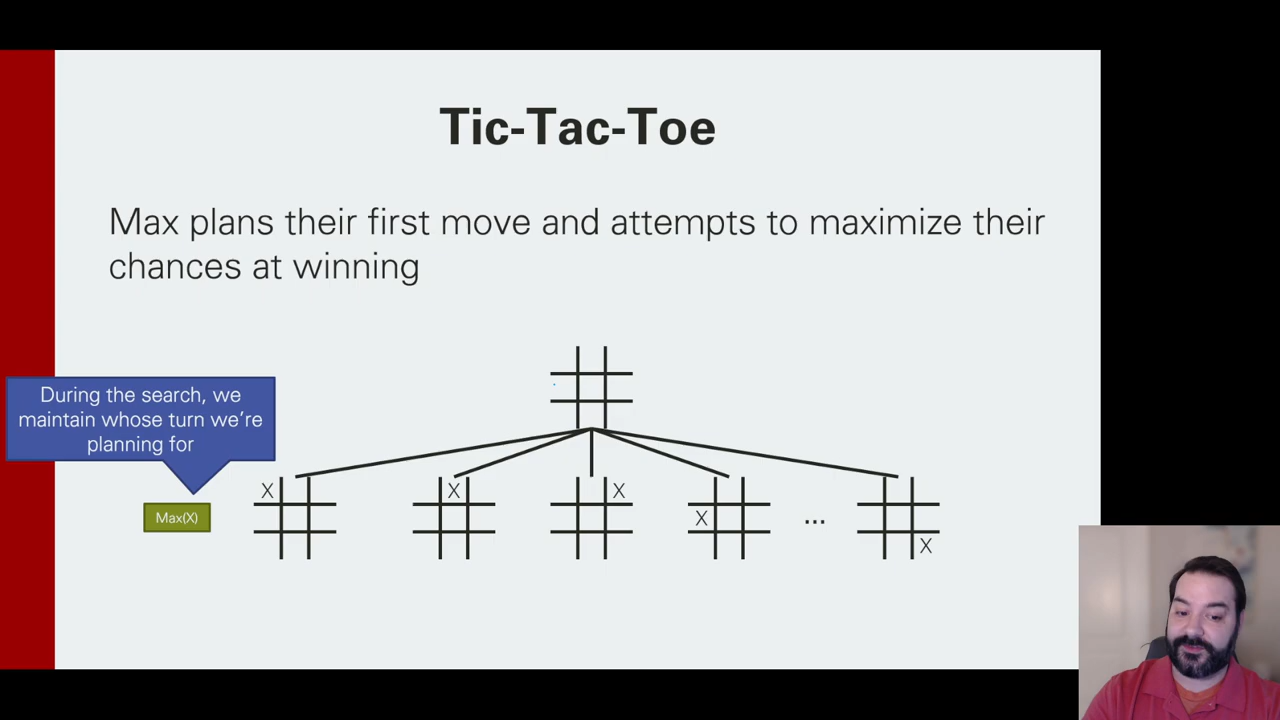 Tic-Tac-Toe
Max plans their first move and attempts to maximize their
chances at winning
During the search, we
maintain whose turn we're
planning for
Max(X)
X
X
X
X
...
X